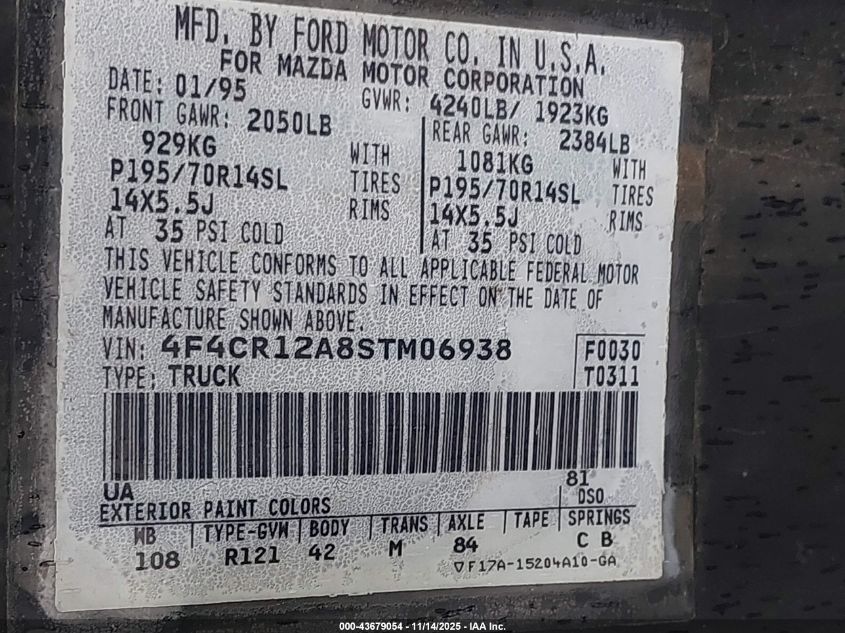 MFD. BY FORD MOTOR CO. IN U.S.A.
FOR MAZDA MOTOR CORPORATION
DATE: 01/95 GVWR: 4240LB/ 1923KG
FRONT GAWR: 2050LB REAR GAWR: 2384LB
929KG WITH 1081KG WITH
P195/70R14SL TIRES P195/70R14SL TIRES
14X5.5J RIMS 14X5.5J RIMS
AT 35 PSI COLD AT 35 PSI COLD
THIS VEHICLE CONFORMS TO ALL APPLICABLE FEDERAL MOTOR
VEHICLE SAFETY STANDARDS IN EFFECT ON THE DATE OF
MANUFACTURE SHOWN ABOVE.
VIN: 4F4CR12A8STM06938 F0030
TYPE: TRUCK T0311
UA 81
EXTERIOR PAINT COLORS DSO
WB TYPE-GVW BODY TRANS AXLE TAPE SPRINGS
108 R121 42 M 84 C B
▽F17A-15204A10-GA
000-43679054 - 11/14/2025 - IAA Inc.